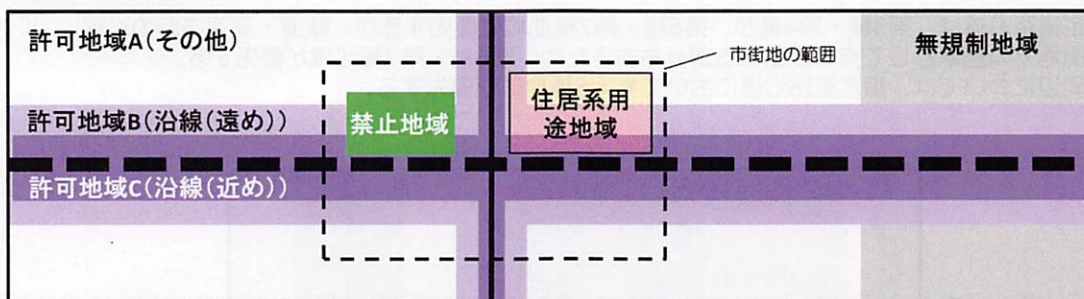 許可地域A(その他)
無規制地域
市街地の範囲
許可地域B(沿線(遠め))
禁止地域
住居系用
途地域
許可地域C(沿線(近め))